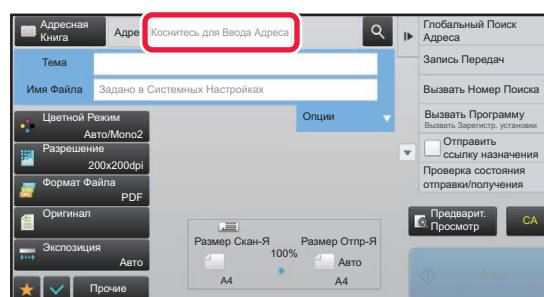 Адресная
Книга
Адре
Коснитесь для Ввода Адреса
Тема
Имя Файла
Задано в Системных Настройках
Опции
Цветной Режим
Авто/Mono2
Разрешение
200x200dpi
Формат Файла
PDF
Оригинал
Экспозиция
Авто
Прочие
Размер Скан-Я
100%
Размер Отпр-Я
Авто
A4
A4
Глобальный Поиск
Адреса
Запись Передач
Вызвать Номер Поиска
Вызвать Программу
Вызвать Зарегистр. установки
Отправить
ссылку назначения
Проверка состояния
отправки/получения
Предварит.
Просмотр
CA
Старт